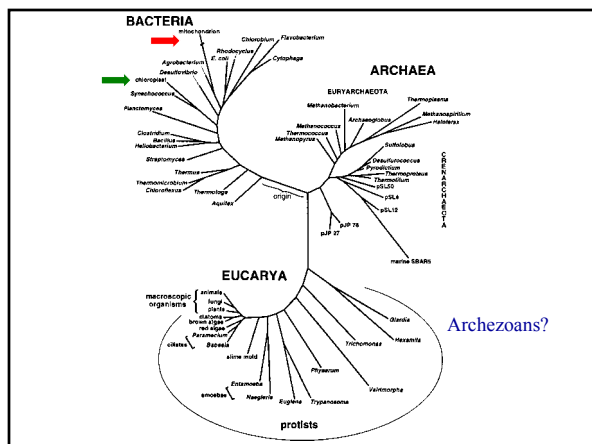 BACTERIA
mitochondrion
Chlorobium
Flavobacterium
Rhodocyclus
E. coli
Cytophaga
Agrobacterium
Desulfovibrio
chloroplast
Synechococcus
Planctomyces
Clostridium
Bacillus
Heliobacterium
Streptomyces
Thermus
Thermomicrobium
Chloroflexus
Thermotoga
Aquifex
origin
ARCHAEA
EURYARCHAEOTA
Methanobacterium
Thermoplasma
Archaeoglobus
Methanospirillum
Haloferax
Methanococcus
Thermococcus
Methanopyrus
Sulfolobus
Desulfurococcus
Pyrodictium
Thermoproteus
Thermofilum
pSL50
pSL4
pSL12
CRENARCHAEOTA
pJP 78
pJP 27
marine SBAR5
EUCARYA
macroscopic
organisms
animals
fungi
plants
diatoms
brown algae
red algae
ciliates
Paramecium
Babesia
slime mold
Giardia
Archezoans?
Hexamita
Trichomonas
Physarum
Vairimorpha
Entamoeba
amoebae
Naegleria
Euglena
Trypanosoma
protists